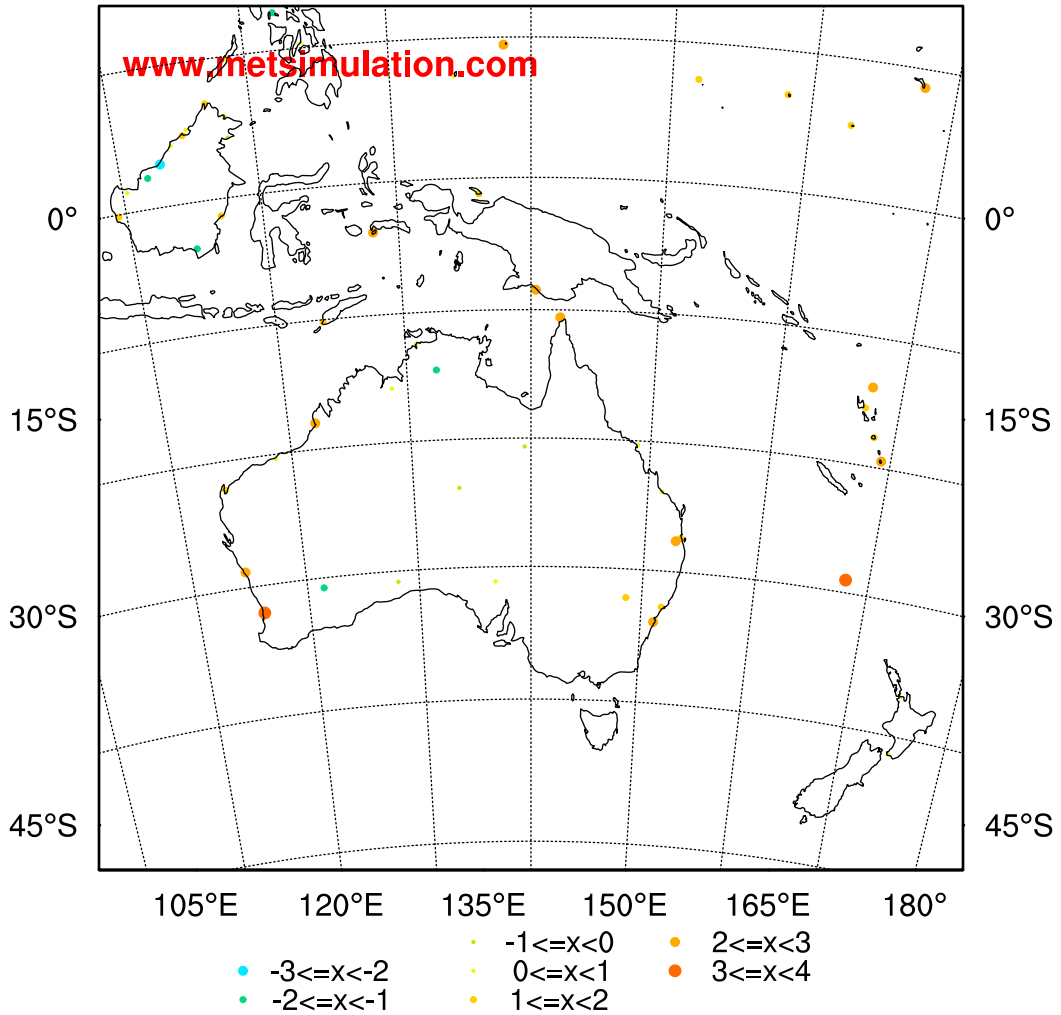 www.metsimulation.com
0° 0°
15°S 15°S
30°S 30°S
45°S 45°S
105°E 120°E 135°E 150°E 165°E 180°
-1<=x<0 2<=x<3
-3<=x<-2 0<=x<1 3<=x<4
-2<=x<-1 1<=x<2